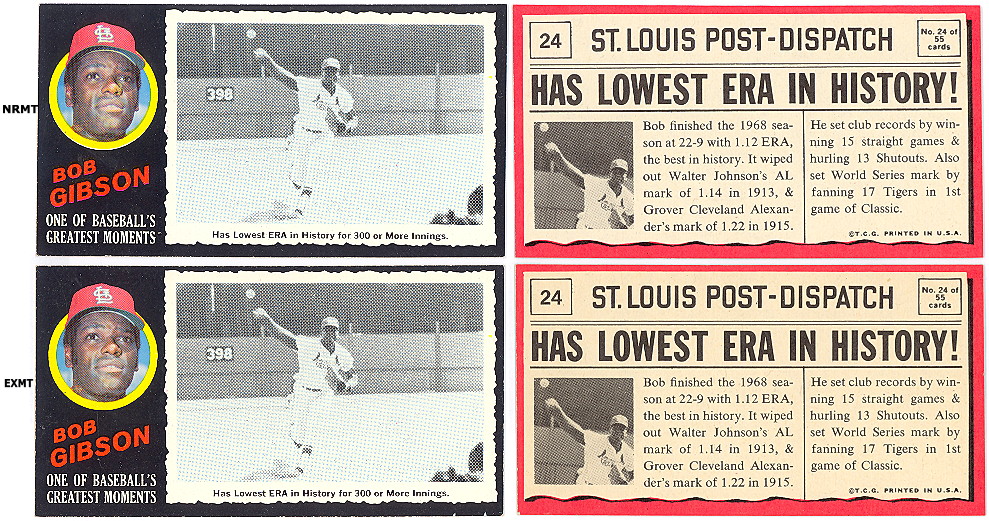 NRMT
BOB
GIBSON
ONE OF BASEBALL'S
GREATEST MOMENTS
398
Has Lowest ERA in History for 300 or More Innings.
24
ST. LOUIS POST-DISPATCH
No. 24 of
55
cards
HAS LOWEST ERA IN HISTORY!
Bob finished the 1968 sea-
son at 22-9 with 1.12 ERA,
the best in history. It wiped
out Walter Johnson's AL
mark of 1.14 in 1913, &
Grover Cleveland Alexan-
der's mark of 1.22 in 1915.
He set club records by win-
ning 15 straight games &
hurling 13 Shutouts. Also
set World Series mark by
fanning 17 Tigers in 1st
game of Classic.
©T.C.G. PRINTED IN U.S.A.
EXMT
BOB
GIBSON
ONE OF BASEBALL'S
GREATEST MOMENTS
398
Has Lowest ERA in History for 300 or More Innings.
24
ST. LOUIS POST-DISPATCH
No. 24 of
55
cards
HAS LOWEST ERA IN HISTORY!
Bob finished the 1968 sea-
son at 22-9 with 1.12 ERA,
the best in history. It wiped
out Walter Johnson's AL
mark of 1.14 in 1913, &
Grover Cleveland Alexan-
der's mark of 1.22 in 1915.
He set club records by win-
ning 15 straight games &
hurling 13 Shutouts. Also
set World Series mark by
fanning 17 Tigers in 1st
game of Classic.
©T.C.G. PRINTED IN U.S.A.